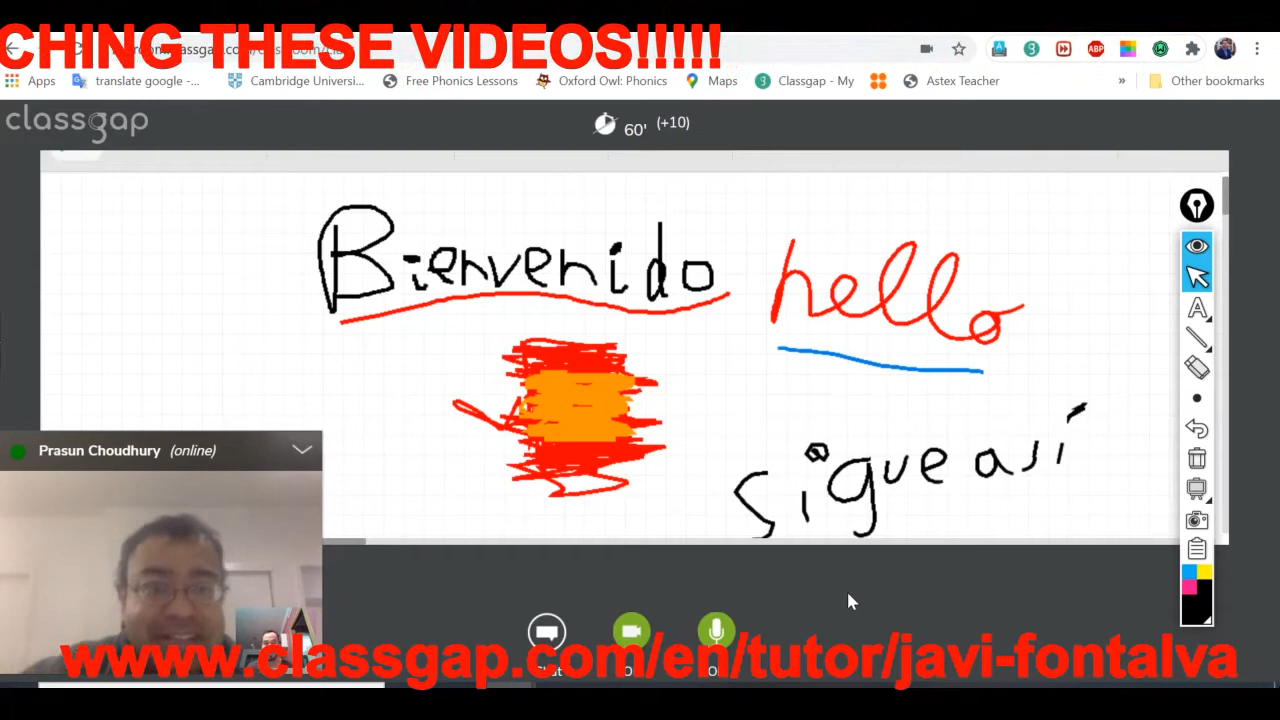 CHING THESE VIDEOS!!!!!
Apps translate google -... Cambridge Universi... Free Phonics Lessons Oxford Owl: Phonics Maps Classgap - My Astex Teacher » Other bookmarks
classgap
60' (+10)
Bienvenido hello
Sigue así
Prasun Choudhury (online)
wwww.classgap.com/en/tutor/javi-fontalva